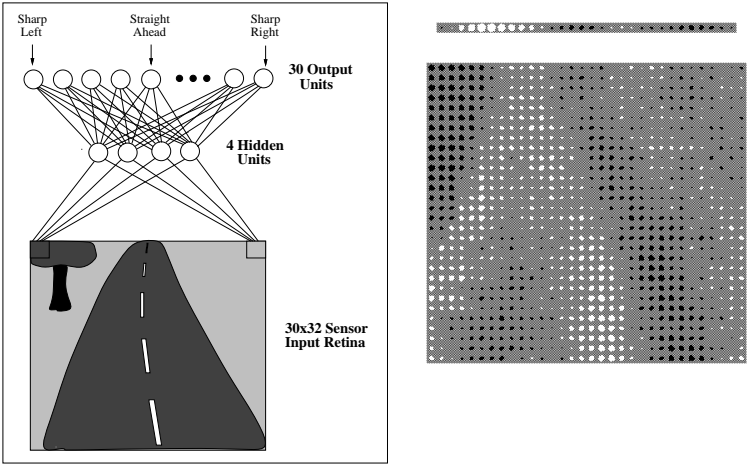 Sharp
Left
Straight
Ahead
Sharp
Right
30 Output
Units
4 Hidden
Units
30x32 Sensor
Input Retina